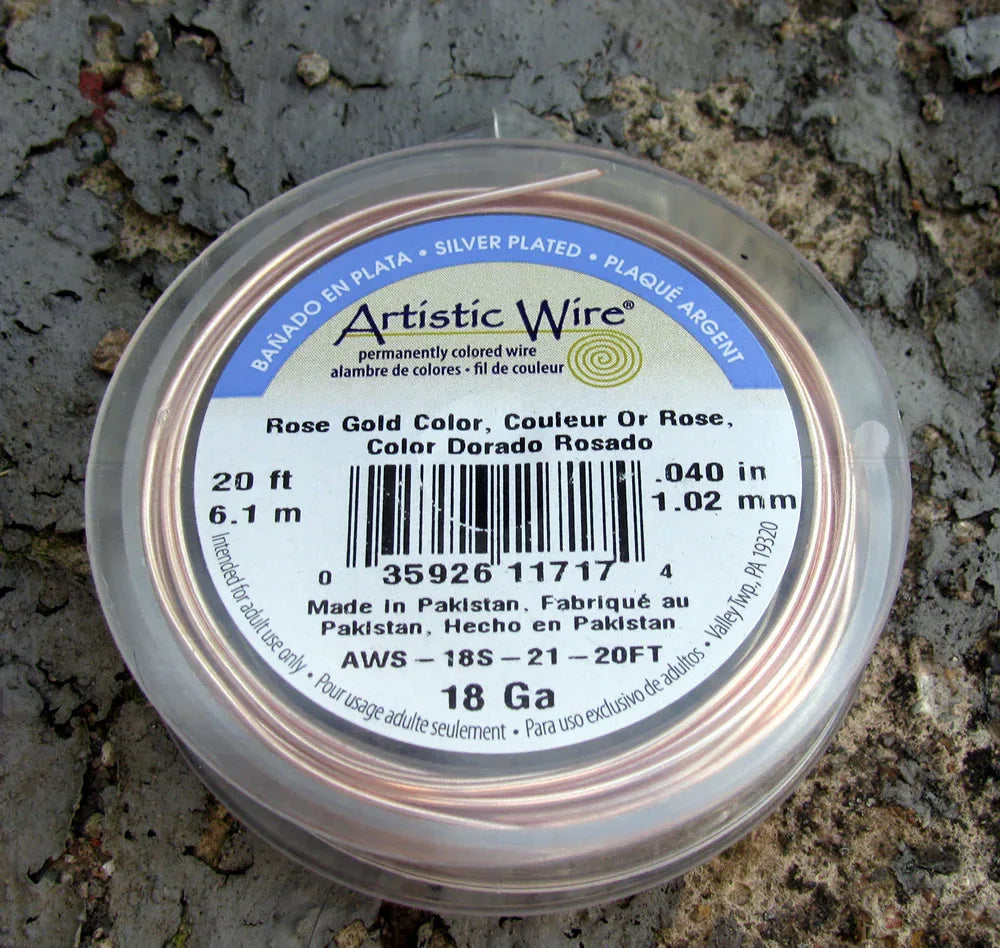 BAÑADO EN PLATA • SILVER PLATED • PLAQUÉ ARGENT
Artistic Wire®
permanently colored wire
alambre de colores • fil de couleur
Rose Gold Color, Couleur Or Rose,
Color Dorado Rosado
20 ft
6.1 m
.040 in
1.02 mm
0 35926 11717 4
Made in Pakistan, Fabriqué au
Pakistan, Hecho en Pakistan
AWS-18S-21-20FT
18 Ga
Intended for adult use only • Pour usage adulte seulement • Para uso exclusivo de adultos • Valley Twp, PA 19320